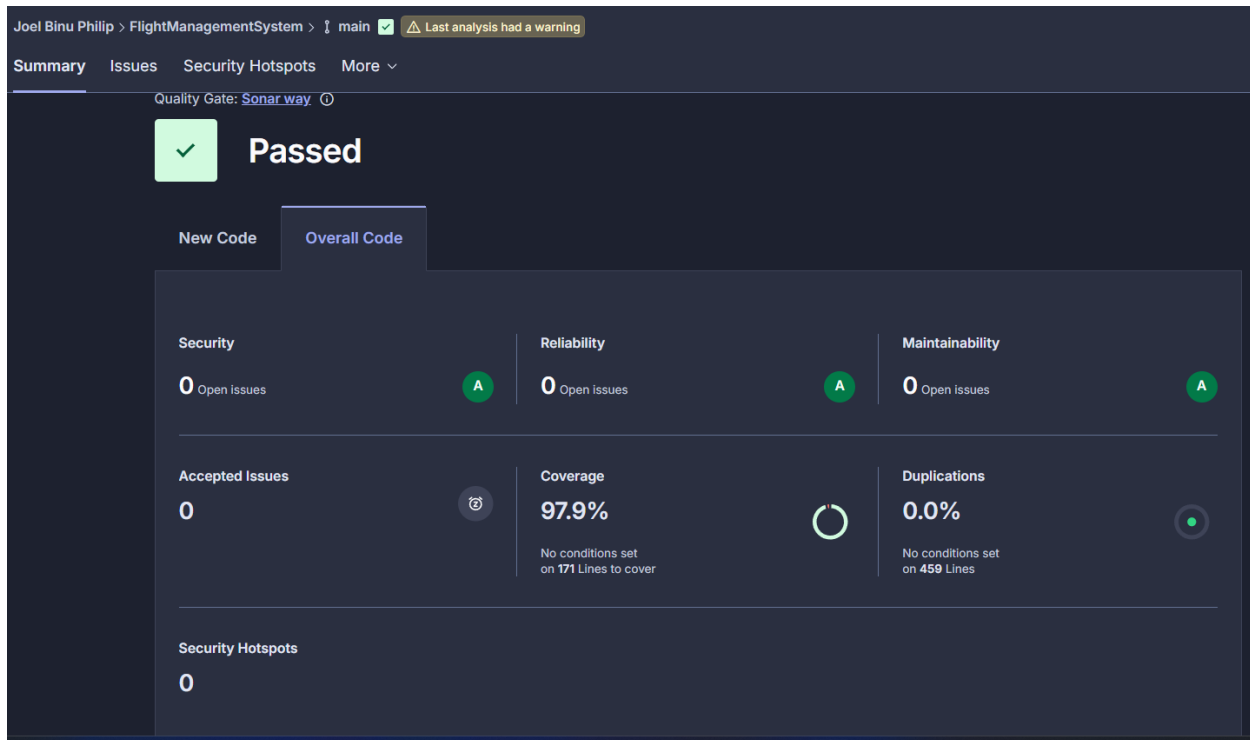 Joel Binu Philip > FlightManagementSystem > main Last analysis had a warning
Summary Issues Security Hotspots More
Quality Gate: Sonar way
Passed
New Code Overall Code
Security Reliability Maintainability
0 Open issues A 0 Open issues A 0 Open issues A
Accepted Issues Coverage Duplications
0 97.9% 0.0%
No conditions set No conditions set
on 171 Lines to cover on 459 Lines
Security Hotspots
0